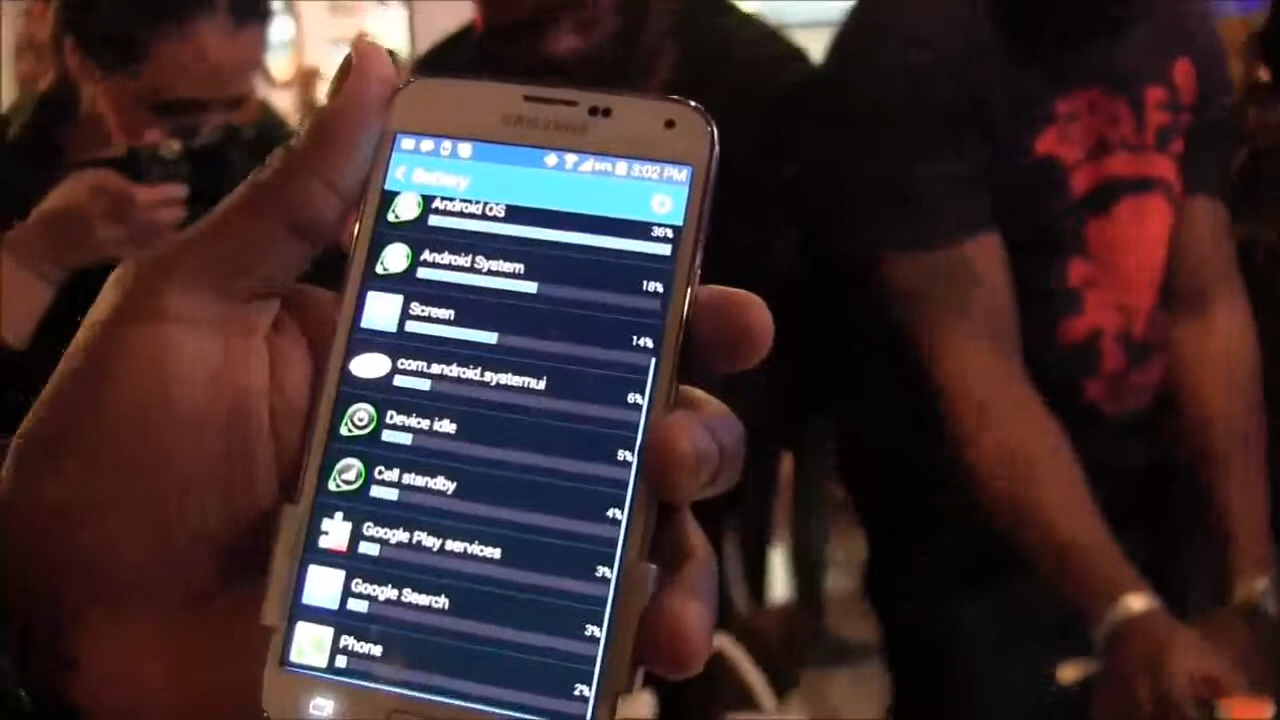 SAMSUNG
3:02 PM
Battery
Android OS
36%
Android System
18%
Screen
14%
com.android.systemui
6%
Device idle
5%
Cell standby
4%
Google Play services
3%
Google Search
3%
Phone
2%